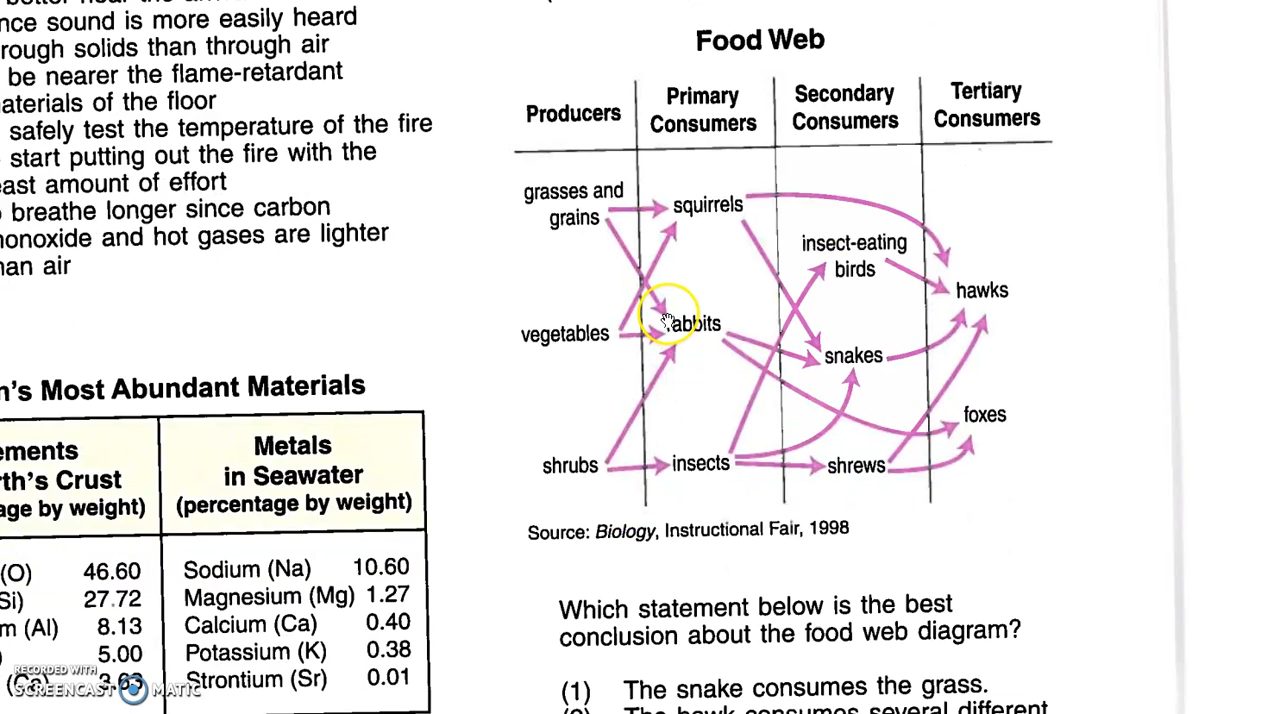 nce sound is more easily heard
rough solids than through air
be nearer the flame-retardant
aterials of the floor
safely test the temperature of the fire
start putting out the fire with the
east amount of effort
breathe longer since carbon
nonoxide and hot gases are lighter
han air
n's Most Abundant Materials
ements
rth's Crust
age by weight)
Metals
in Seawater
(percentage by weight)
(O) 46.60
Si) 27.72
m (Al) 8.13
) 5.00
Sodium (Na) 10.60
Magnesium (Mg) 1.27
Calcium (Ca) 0.40
Potassium (K) 0.38
Strontium (Sr) 0.01
RECORDED WITH
SCREENCAST MATIC
Food Web
Producers
Primary
Consumers
Secondary
Consumers
Tertiary
Consumers
grasses and
grains
squirrels
insect-eating
birds
hawks
vegetables
abbits
snakes
foxes
shrubs
insects
shrews
Source: Biology, Instructional Fair, 1998
Which statement below is the best
conclusion about the food web diagram?
(1) The snake consumes the grass.
The hawk consumes several different